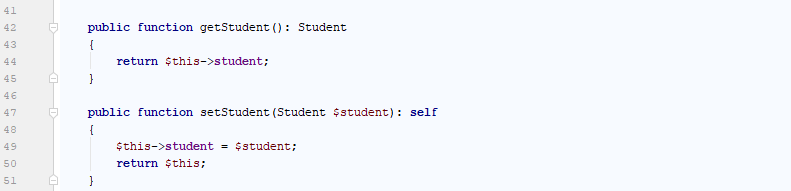 41
42 public function getStudent(): Student
43 {
44 return $this->student;
45 }
46
47 public function setStudent(Student $student): self
48 {
49 $this->student = $student;
50 return $this;
51 }